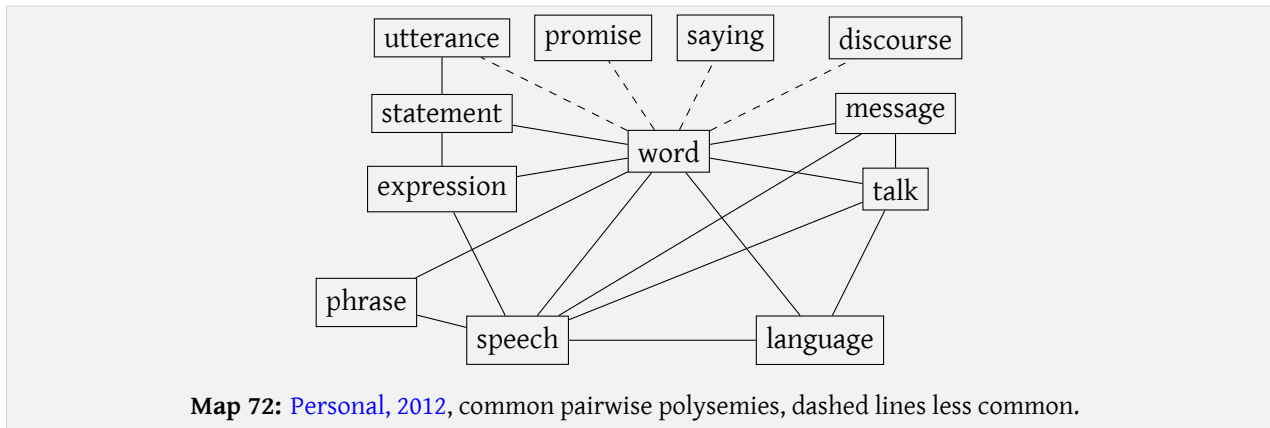 utterance promise saying discourse
statement message
word
expression talk
phrase
speech language
Map 72: Personal, 2012, common pairwise polysemies, dashed lines less common.